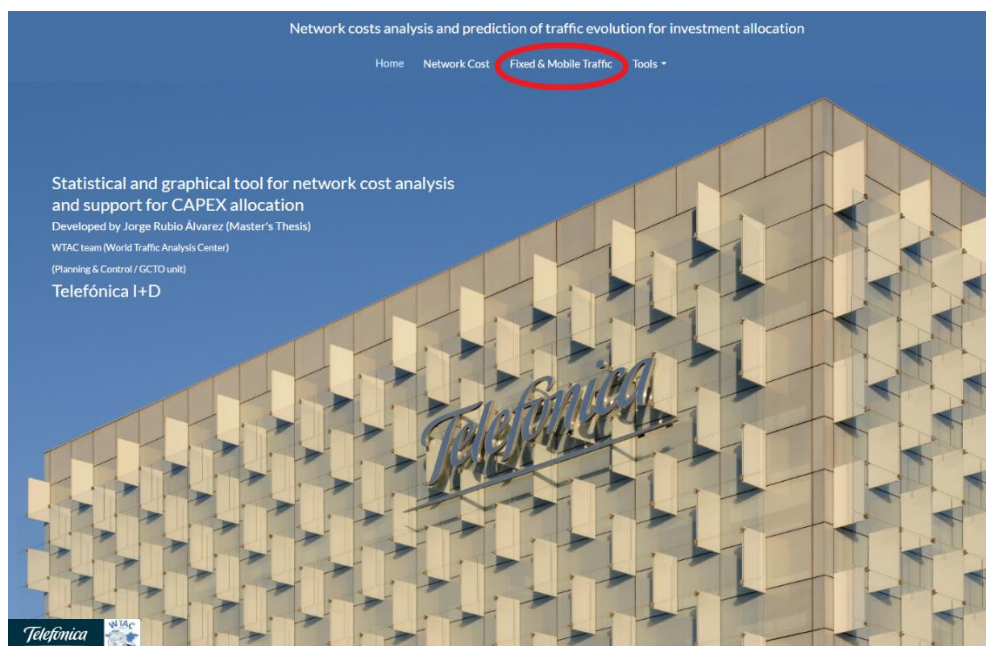 Network costs analysis and prediction of traffic evolution for investment allocation
Home Network Cost Fixed & Mobile Traffic Tools
Statistical and graphical tool for network cost analysis
and support for CAPEX allocation
Developed by Jorge Rubio Álvarez (Master's Thesis)
WTAC team (World Traffic Analysis Center)
(Planning & Control / GCTO unit)
Telefónica I+D
Telefónica
Telefónica WTAC